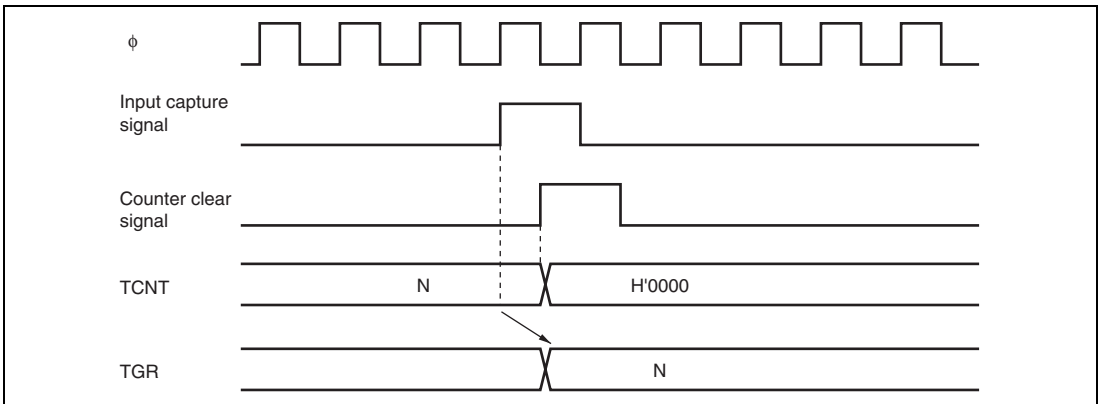 ϕ
Input capture
signal
Counter clear
signal
TCNT
N
H'0000
TGR
N